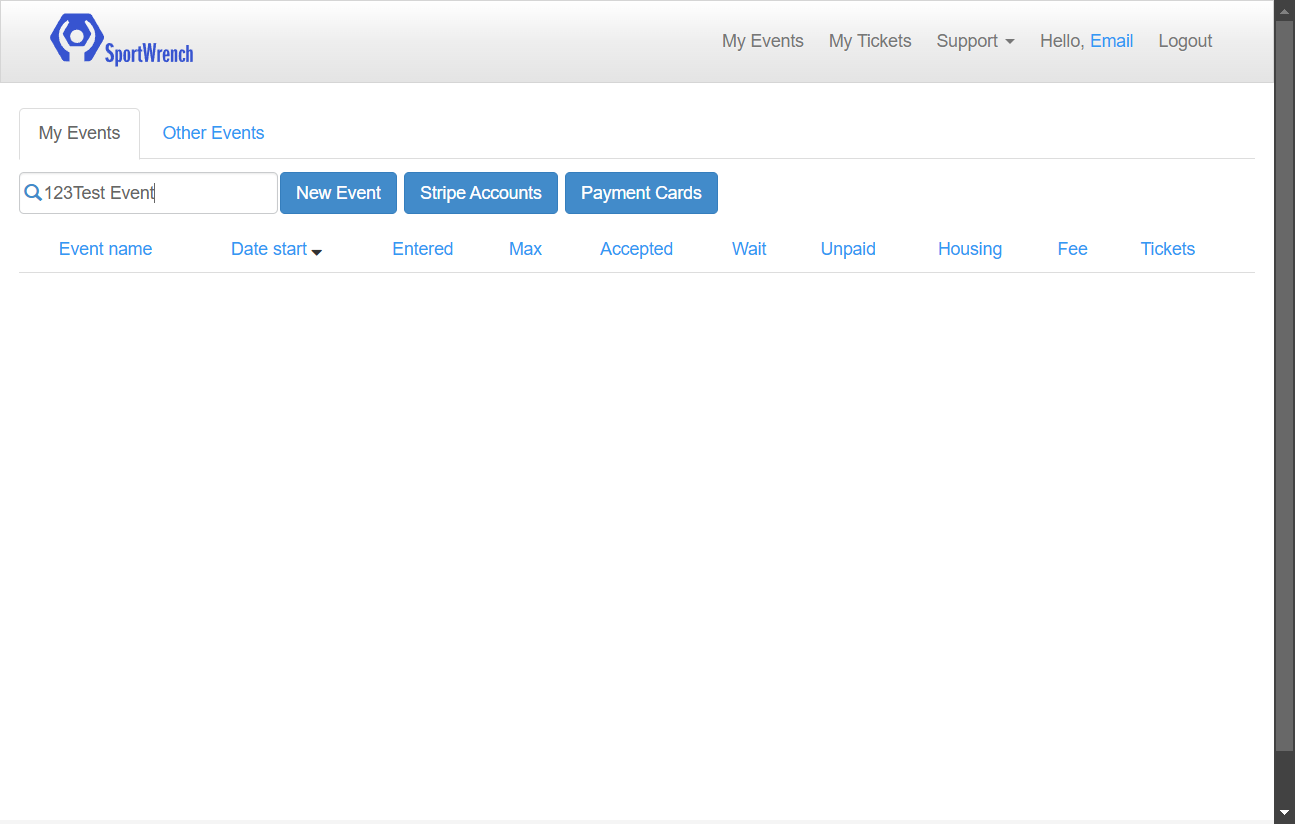 SportWrench
My Events My Tickets Support Hello, Email Logout
My Events Other Events
123Test Event New Event Stripe Accounts Payment Cards
Event name Date start Entered Max Accepted Wait Unpaid Housing Fee Tickets